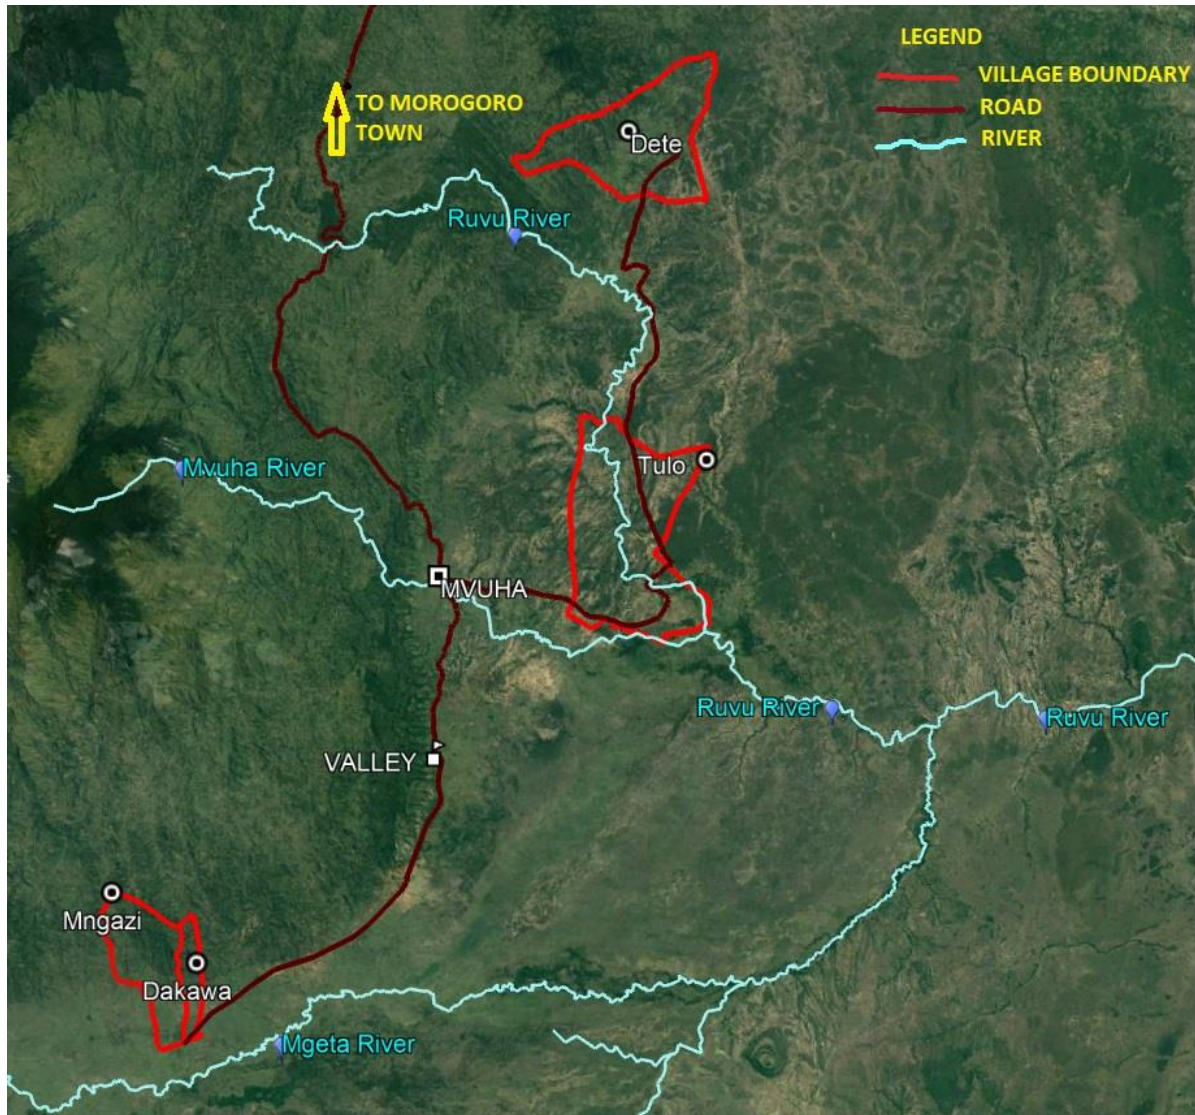 LEGEND
VILLAGE BOUNDARY
ROAD
RIVER
TO MOROGORO
TOWN
Dete
Ruvu River
Tulo
Mvuha River
MVUHA
Ruvu River
Ruvu River
VALLEY
Mngazi
Dakawa
Mgeta River